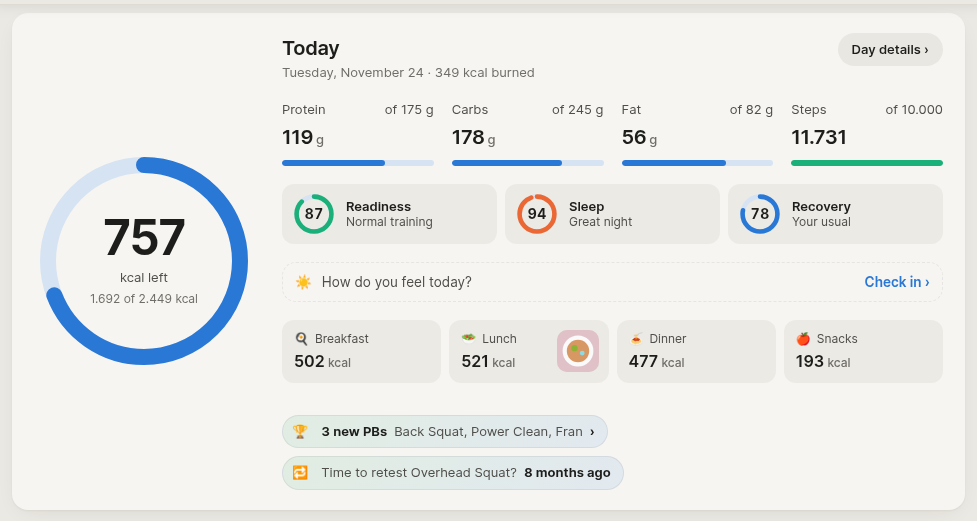 Today
Day details ›
Tuesday, November 24 · 349 kcal burned
Protein of 175 g
119 g
Carbs of 245 g
178 g
Fat of 82 g
56 g
Steps of 10.000
11.731
757
kcal left
1.692 of 2.449 kcal
87
Readiness
Normal training
94
Sleep
Great night
78
Recovery
Your usual
How do you feel today?
Check in ›
Breakfast
502 kcal
Lunch
521 kcal
Dinner
477 kcal
Snacks
193 kcal
3 new PBs Back Squat, Power Clean, Fran ›
Time to retest Overhead Squat? 8 months ago